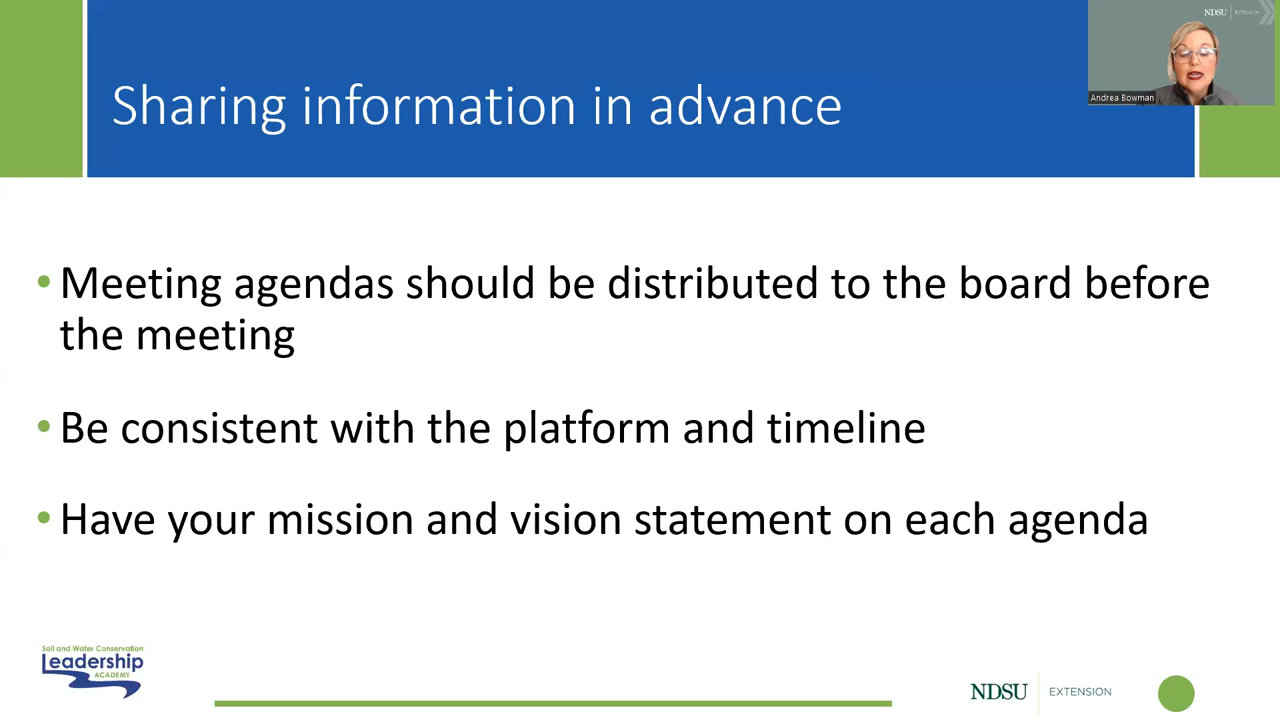 NDSU EXTENSION
Andrea Bowman
Sharing information in advance
• Meeting agendas should be distributed to the board before
the meeting
• Be consistent with the platform and timeline
• Have your mission and vision statement on each agenda
Soil and Water Conservation
Leadership
ACADEMY
NDSU EXTENSION